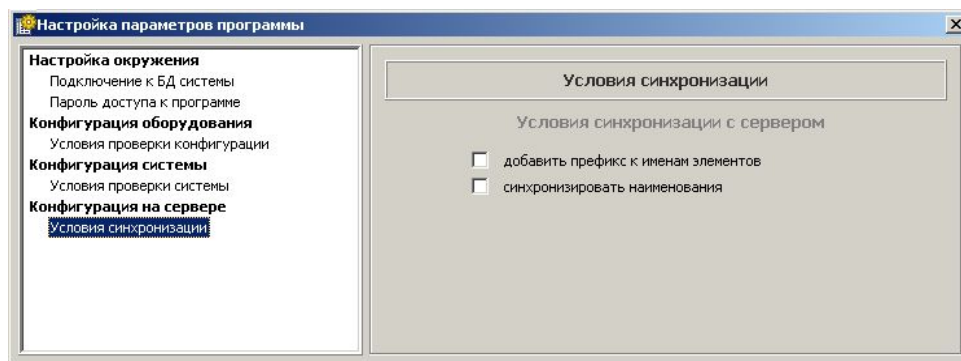 Настройка параметров программы
Настройка окружения
Подключение к БД системы
Пароль доступа к программе
Конфигурация оборудования
Условия проверки конфигурации
Конфигурация системы
Условия проверки системы
Конфигурация на сервере
Условия синхронизации
Условия синхронизации
Условия синхронизации с сервером
добавить префикс к именам элементов
синхронизировать наименования